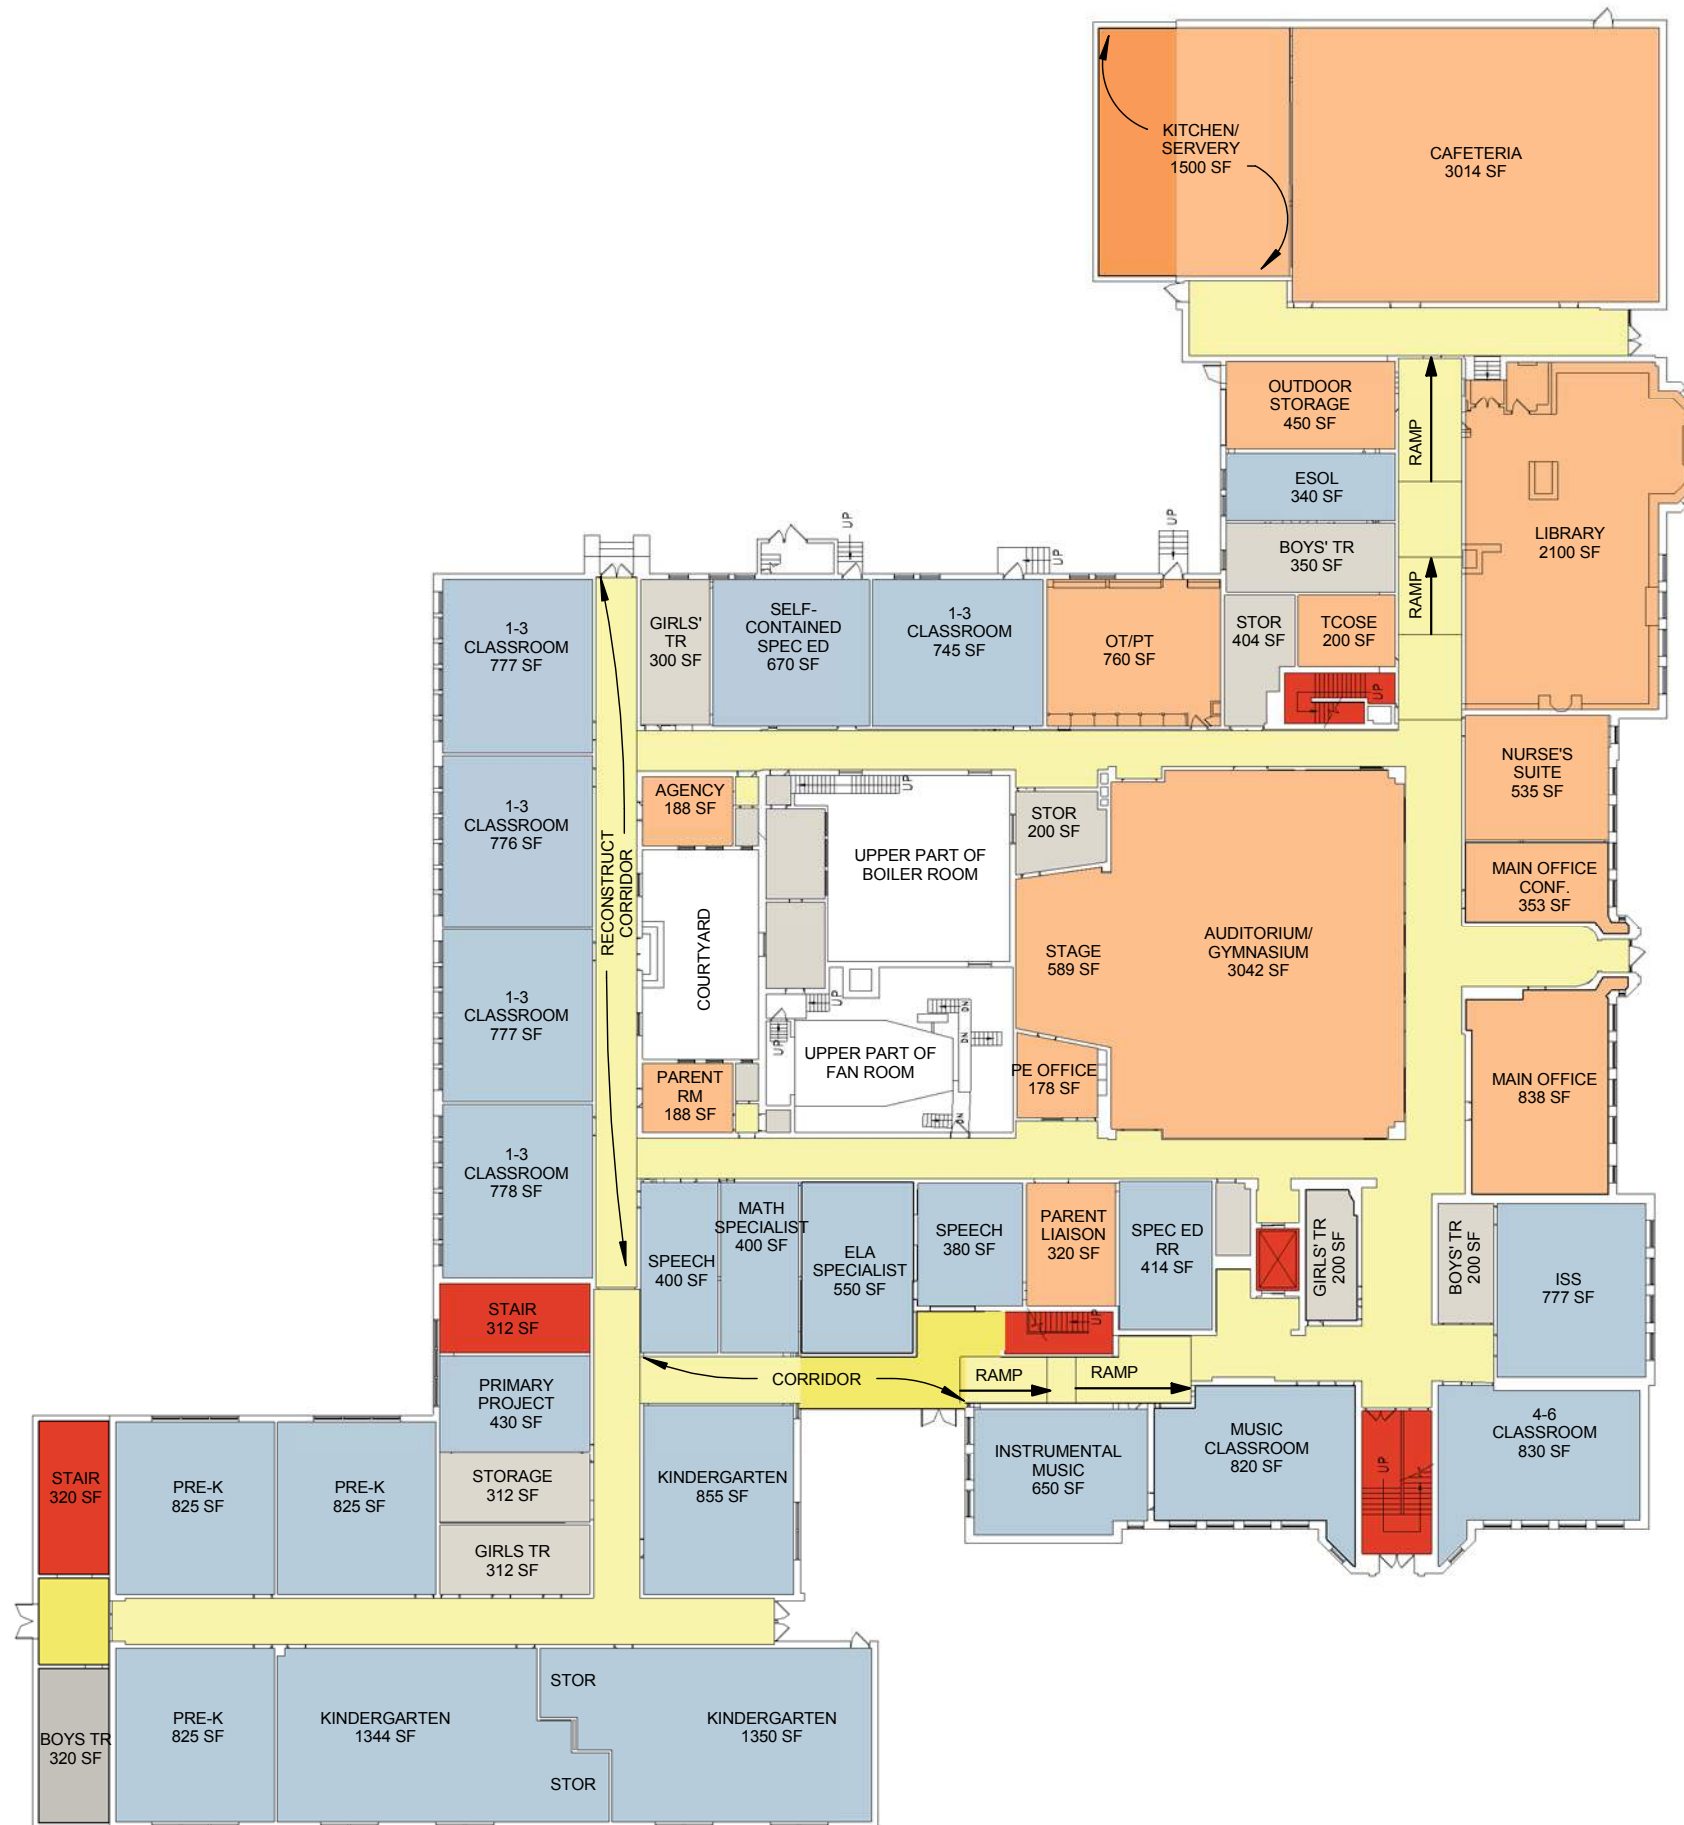 KITCHEN/
SERVERY
1500 SF
CAFETERIA
3014 SF
OUTDOOR
STORAGE
450 SF
RAMP
ESOL
340 SF
LIBRARY
2100 SF
BOYS' TR
350 SF
RAMP
STOR
404 SF
TCOSE
200 SF
UP
UP
UP
UP
1-3
CLASSROOM
777 SF
GIRLS'
TR
300 SF
SELF-
CONTAINED
SPEC ED
670 SF
1-3
CLASSROOM
745 SF
OT/PT
760 SF
NURSE'S
SUITE
535 SF
1-3
CLASSROOM
776 SF
RECONSTRUCT
CORRIDOR
AGENCY
188 SF
UP
STOR
200 SF
UPPER PART OF
BOILER ROOM
MAIN OFFICE
CONF.
353 SF
COURTYARD
STAGE
589 SF
AUDITORIUM/
GYMNASIUM
3042 SF
1-3
CLASSROOM
777 SF
UP
DN
UP
DN
UPPER PART OF
FAN ROOM
DN
PE OFFICE
178 SF
PARENT
RM
188 SF
MAIN OFFICE
838 SF
1-3
CLASSROOM
778 SF
SPEECH
400 SF
MATH
SPECIALIST
400 SF
ELA
SPECIALIST
550 SF
SPEECH
380 SF
PARENT
LIAISON
320 SF
SPEC ED
RR
414 SF
GIRLS' TR
200 SF
BOYS' TR
200 SF
ISS
777 SF
STAIR
312 SF
UP
CORRIDOR
RAMP
RAMP
PRIMARY
PROJECT
430 SF
STORAGE
312 SF
GIRLS TR
312 SF
KINDERGARTEN
855 SF
INSTRUMENTAL
MUSIC
650 SF
MUSIC
CLASSROOM
820 SF
UP
4-6
CLASSROOM
830 SF
STAIR
320 SF
PRE-K
825 SF
PRE-K
825 SF
BOYS TR
320 SF
PRE-K
825 SF
KINDERGARTEN
1344 SF
STOR
STOR
KINDERGARTEN
1350 SF